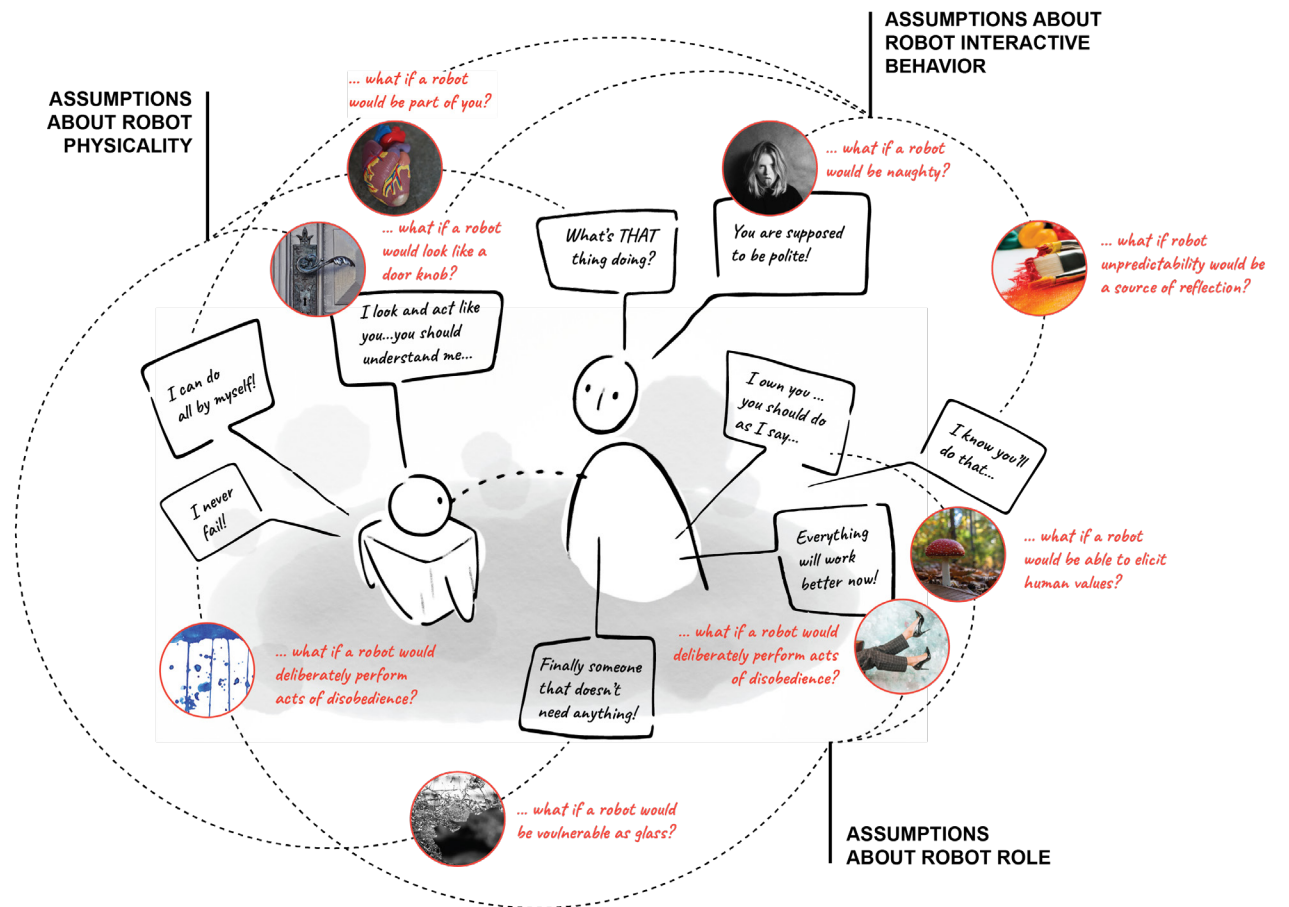 ASSUMPTIONS ABOUT
ROBOT INTERACTIVE
BEHAVIOR
... what if a robot
would be part of you?
ASSUMPTIONS
ABOUT ROBOT
PHYSICALITY
... what if a robot
would be naughty?
... what if a robot
would look like a
door knob?
What's THAT
thing doing?
You are supposed
to be polite!
... what if robot
unpredictability would be
a source of reflection?
I look and act like
you...you should
understand me...
I can do
all by myself!
I own you ...
you should do
as I say...
I know you'll
do that...
I never
fail!
Everything
will work
better now!
... what if a robot
would be able to elicit
human values?
... what if a robot would
deliberately perform
acts of disobedience?
Finally someone
that doesn't
need anything!
... what if a robot would
deliberately perform acts
of disobedience?
... what if a robot would
be voulnerable as glass?
ASSUMPTIONS
ABOUT ROBOT ROLE